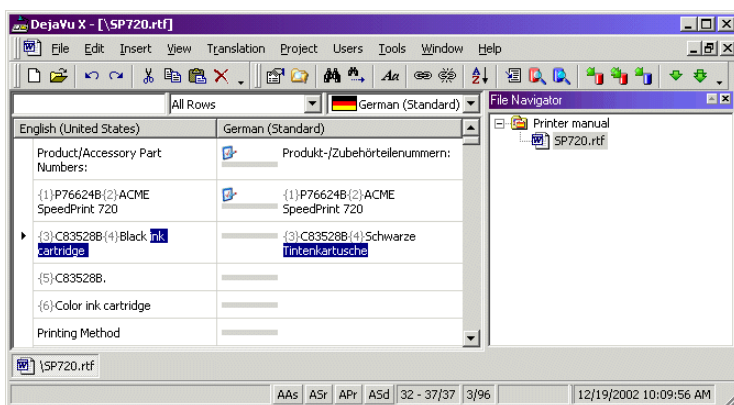 DejaVu X - [\SP720.rtf]
File Edit Insert View Translation Project Users Tools Window Help
All Rows German (Standard) File Navigator
English (United States) German (Standard)
Printer manual
SP720.rtf
Product/Accessory Part Produkt-/Zubehörteilenummern:
Numbers:
{1}P76624B{2}ACME {1}P76624B{2}ACME
SpeedPrint 720 SpeedPrint 720
{3}C83528B{4}Black ink {3}C83528B{4}Schwarze
cartridge Tintenkartusche
{5}C83528B.
{6}Color ink cartridge
Printing Method
\SP720.rtf
AAs ASr APr ASd 32 - 37/37 3/96 12/19/2002 10:09:56 AM